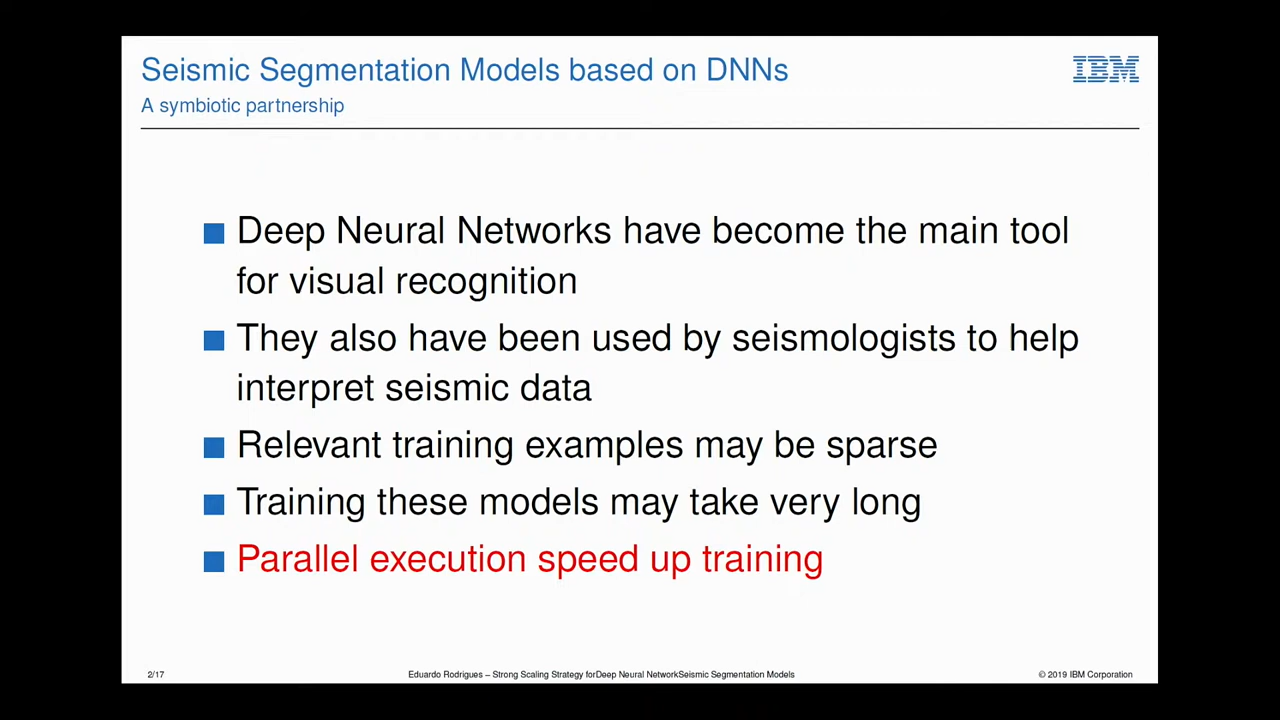 Seismic Segmentation Models based on DNNs
IBM
A symbiotic partnership
Deep Neural Networks have become the main tool
for visual recognition
They also have been used by seismologists to help
interpret seismic data
Relevant training examples may be sparse
Training these models may take very long
Parallel execution speed up training
2/17
Eduardo Rodrigues – Strong Scaling Strategy forDeep Neural NetworkSeismic Segmentation Models
© 2019 IBM Corporation